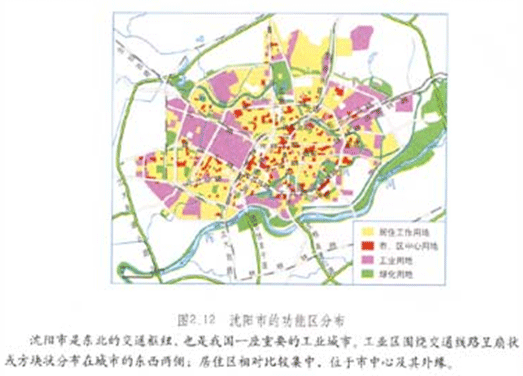 居住工作用地
市、区中心用地
工业用地
绿化用地
图2.12 沈阳市的功能区分布
沈阳市是东北的交通枢纽,也是我国一座重要的工业城市。工业区围绕交通线路呈扇状
或方块状分布在城市的东西两侧;居住区相对比较集中,位于市中心及其外缘。